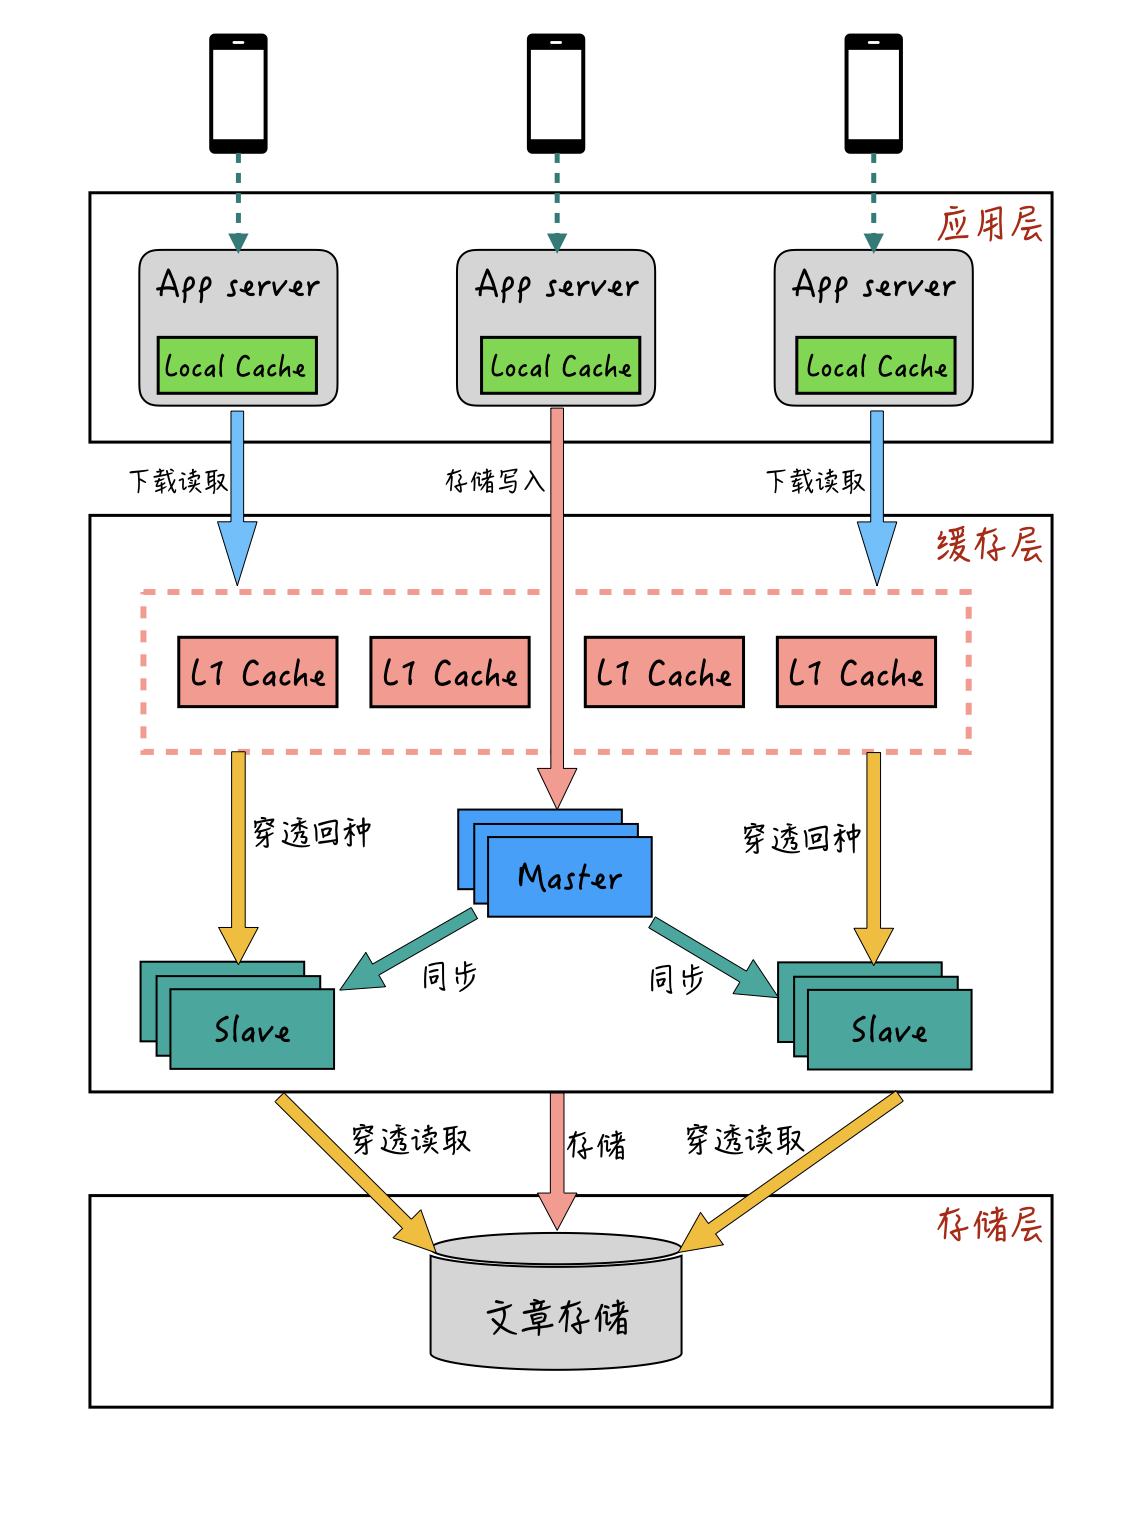 应用层
App server
App server
App server
Local Cache
Local Cache
Local Cache
下载读取
存储写入
下载读取
缓存层
L1 Cache
L1 Cache
L1 Cache
L1 Cache
穿透回种
穿透回种
Master
同步
同步
Slave
Slave
穿透读取
存储
穿透读取
存储层
文章存储